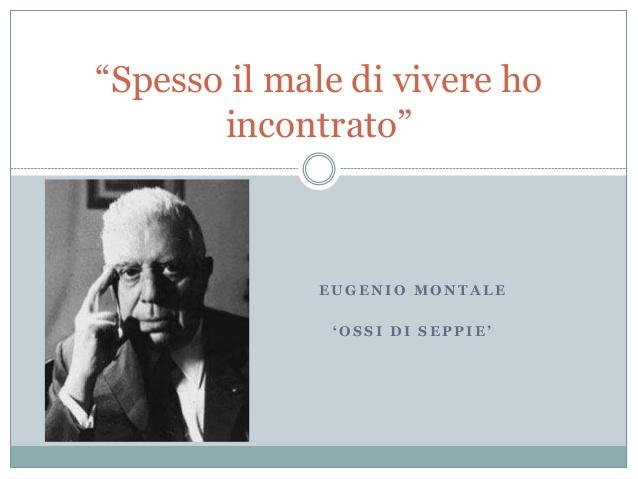 “Spesso il male di vivere ho
incontrato”
EUGENIO MONTALE
‘OSSI DI SEPPIE’